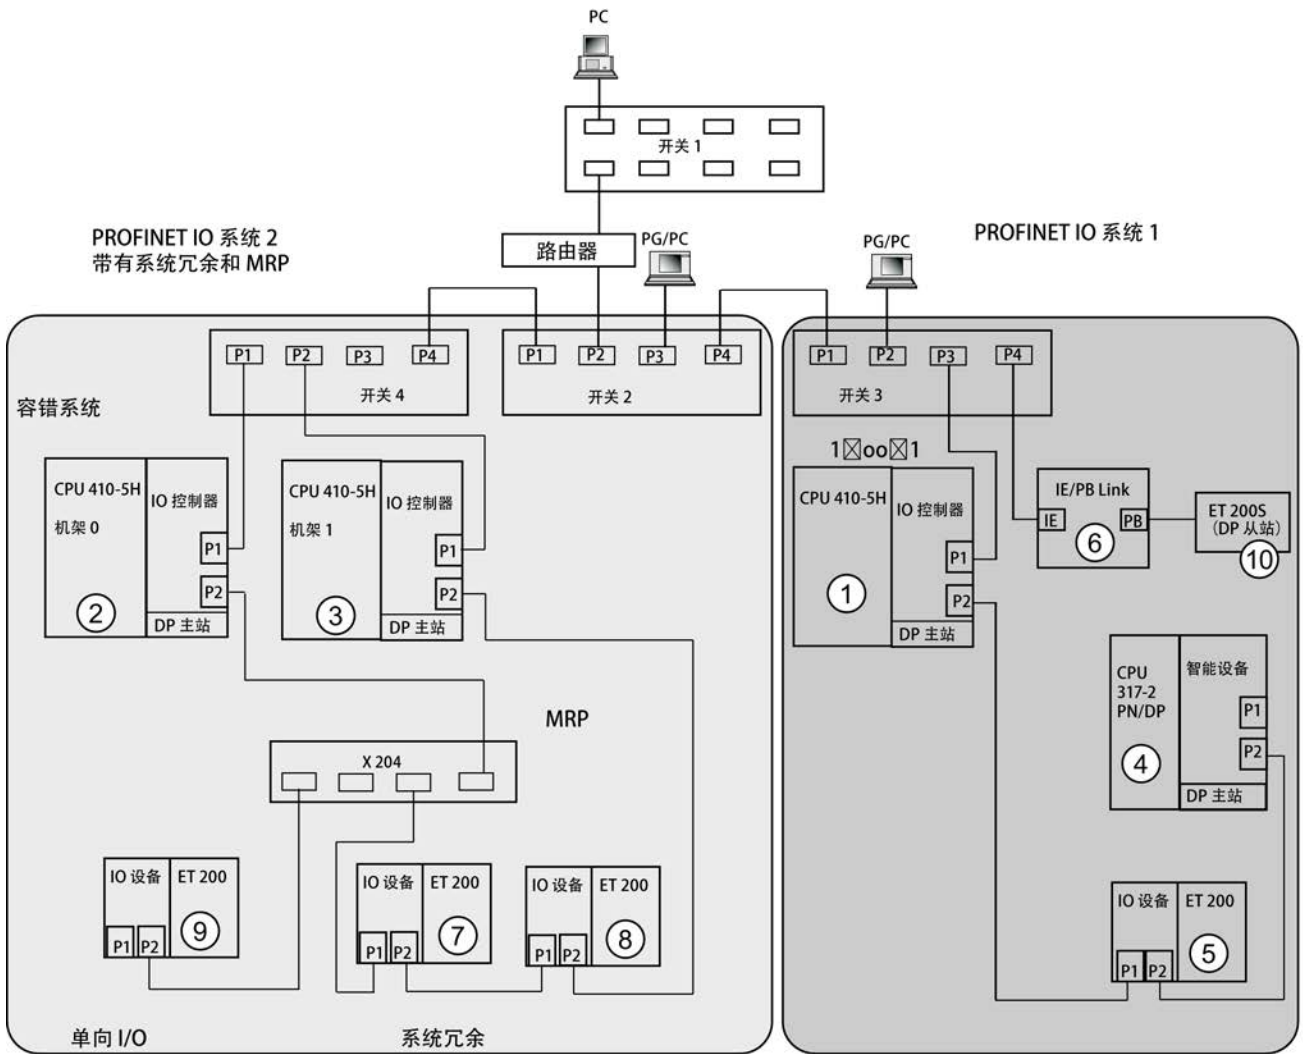 PC
开关 1
PROFINET IO 系统 2
带有系统冗余和 MRP
路由器
PG/PC
PG/PC
PROFINET IO 系统 1
P1
P2
P3
P4
开关 4
P1
P2
P3
P4
开关 2
P1
P2
P3
P4
开关 3
容错系统
CPU 410-5H
机架 0
IO 控制器
P1
P2
DP 主站
2
CPU 410-5H
机架 1
IO 控制器
P1
P2
DP 主站
3
1☒oo☒1
CPU 410-5H
IO 控制器
P1
P2
DP 主站
1
IE/PB Link
IE
PB
6
ET 200S
(DP 从站)
10
CPU
317-2
PN/DP
智能设备
P1
P2
DP 主站
4
MRP
X 204
IO 设备
ET 200
P1
P2
9
IO 设备
ET 200
P1
P2
7
IO 设备
ET 200
P1
P2
8
IO 设备
ET 200
P1
P2
5
单向 I/O
系统冗余